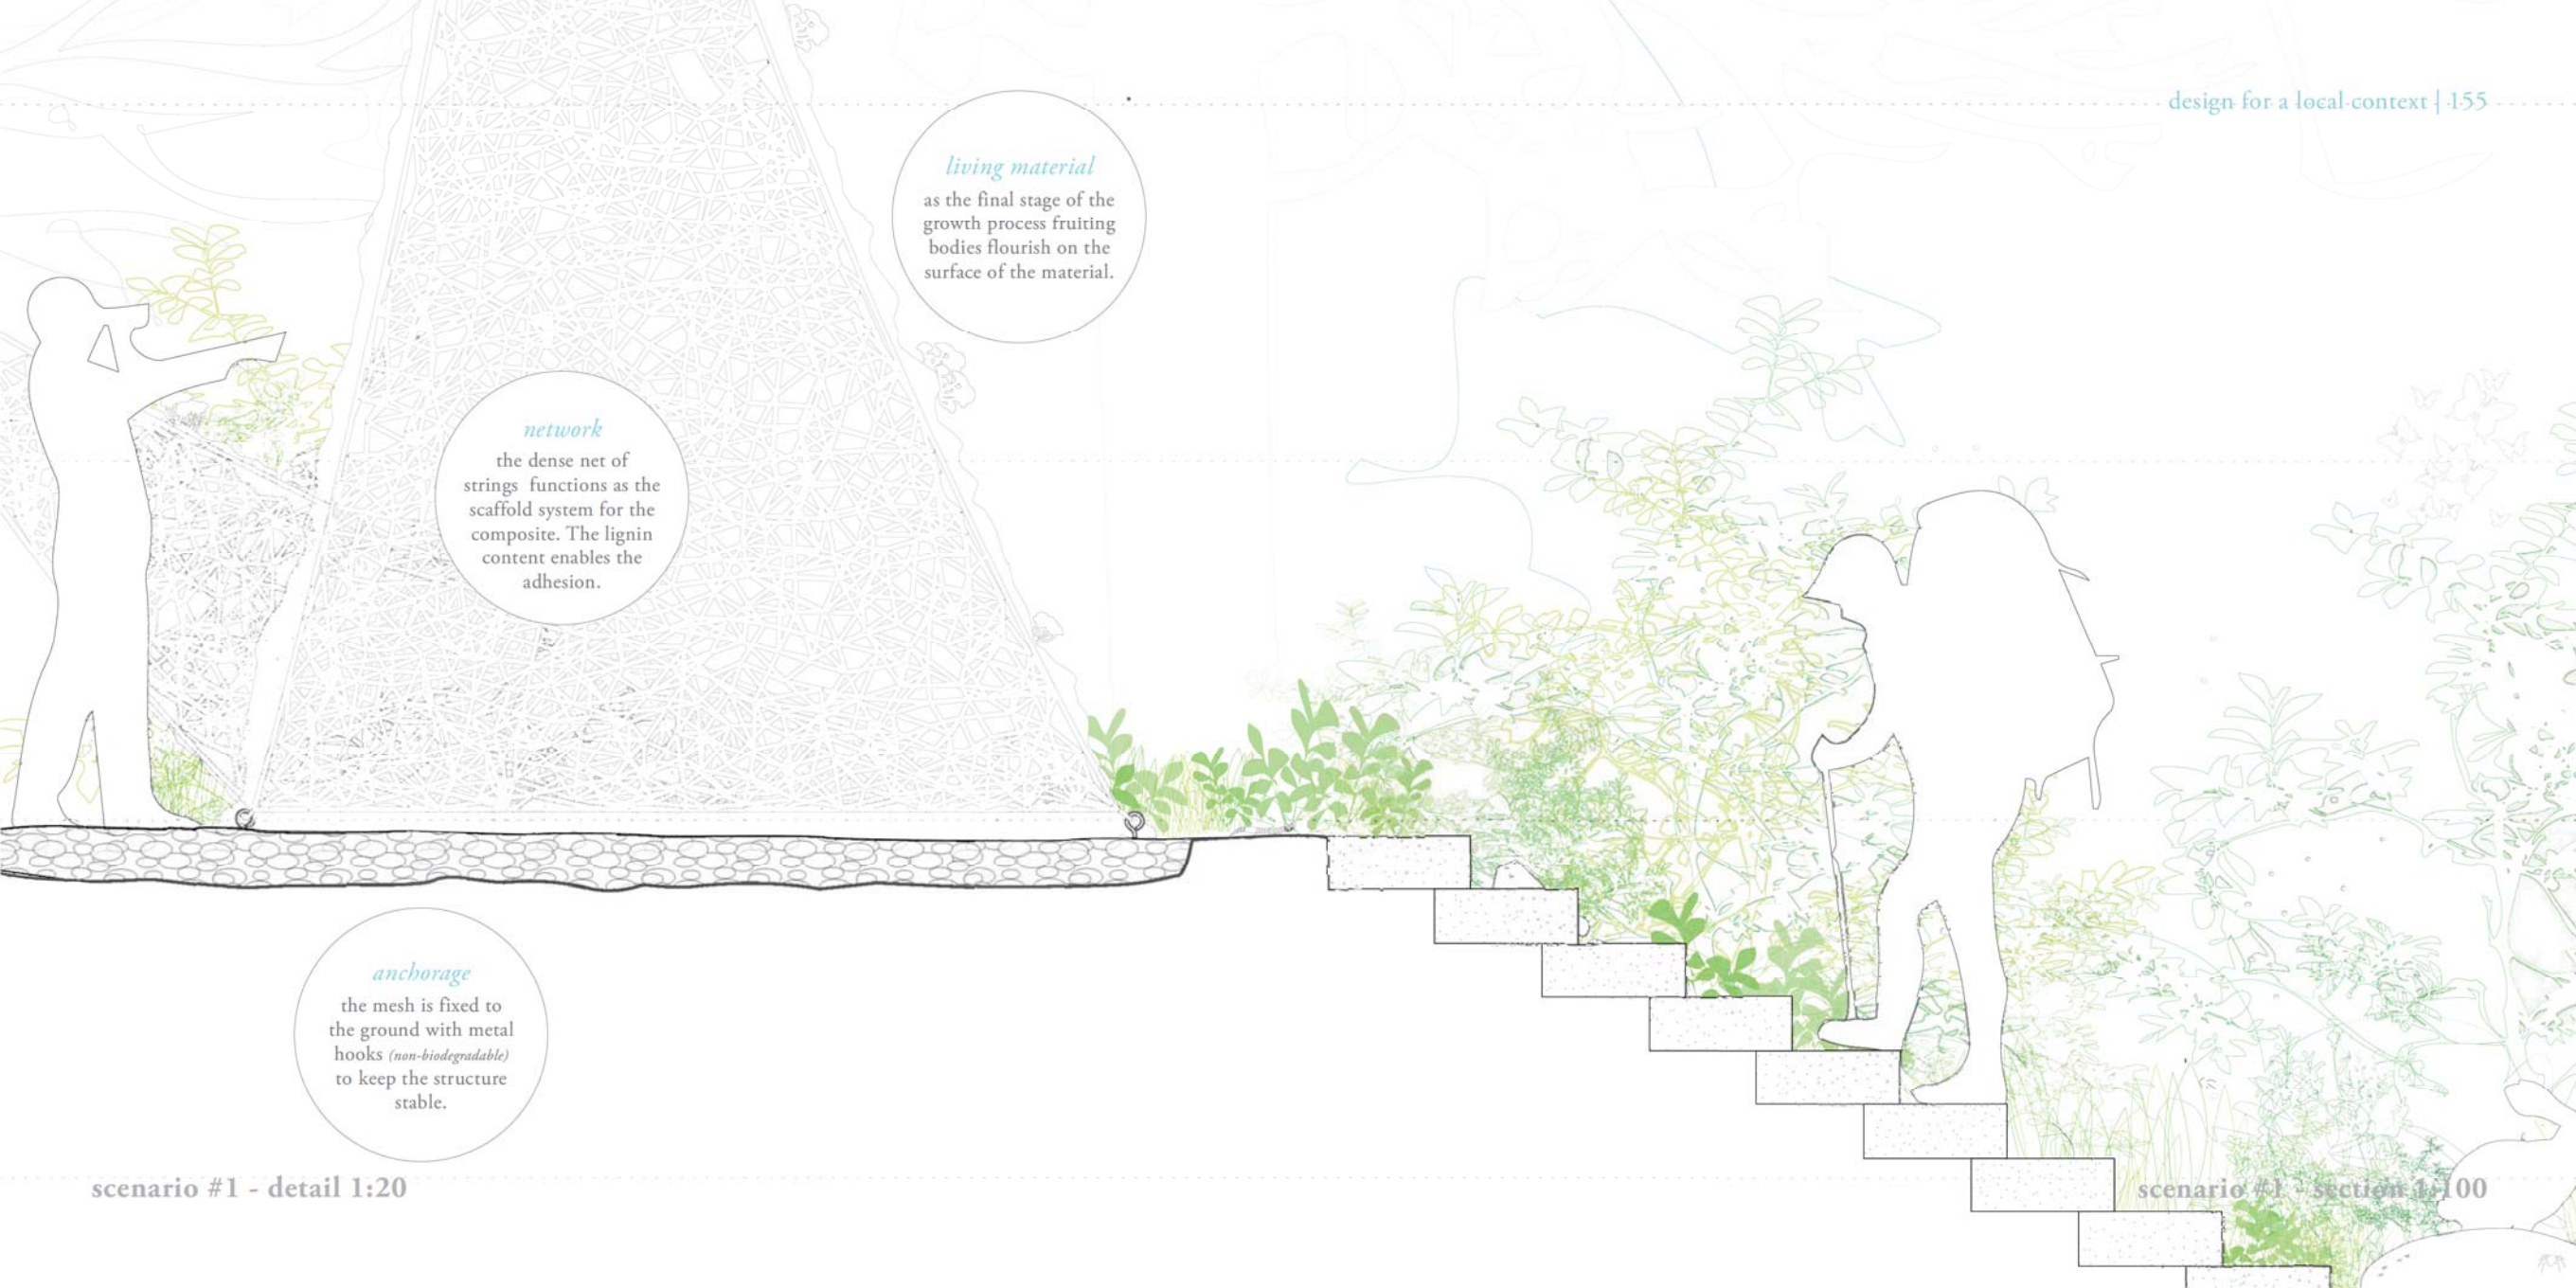 design for a local context | 155
living material
as the final stage of the
growth process fruiting
bodies flourish on the
surface of the material.
network
the dense net of
strings functions as the
scaffold system for the
composite. The lignin
content enables the
adhesion.
anchorage
the mesh is fixed to
the ground with metal
hooks (non-biodegradable)
to keep the structure
stable.
scenario #1 - detail 1:20
scenario #1 - section 1:100